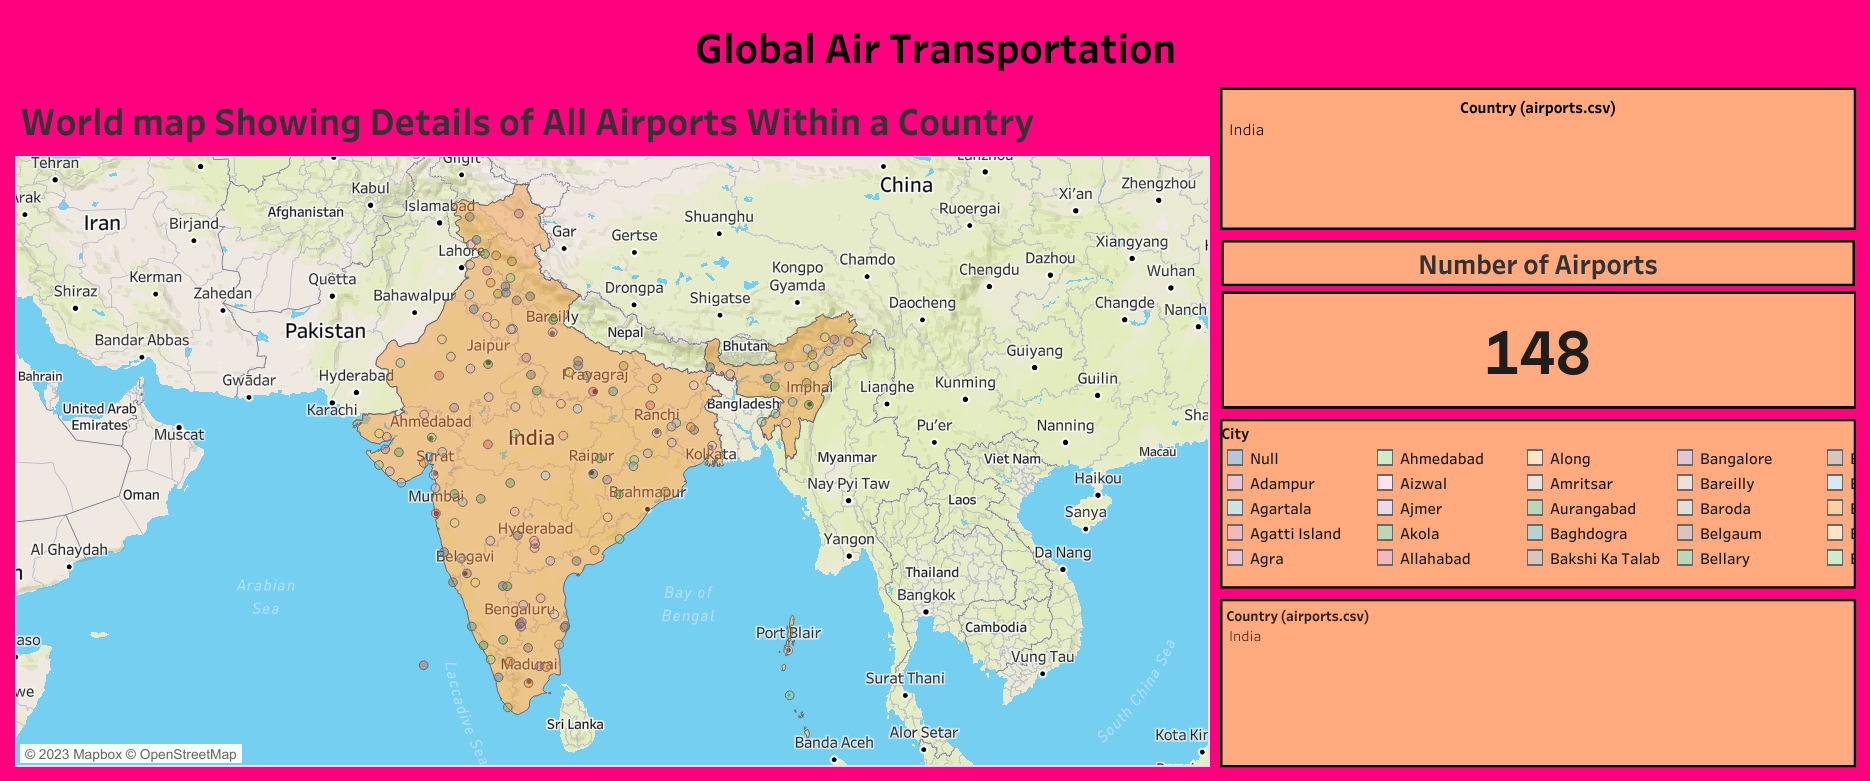 Global Air Transportation
World map Showing Details of All Airports Within a Country
Tehran
Gilgit
Lanzhou
Kabul
China
Xi'an
Zhengzhou
Islamabad
Afghanistan
Ruoergai
Iran
Birjand
Shuanghu
Gar
Gertse
Xiangyang
Lahore
Chamdo
Dazhou
Kerman
Quetta
Kongpo
Gyamda
Chengdu
Wuhan
Shiraz
Zahedan
Bahawalpur
Drongpa
Shigatse
Daocheng
Changde
Nanch
Pakistan
Bareilly
Nepal
Bandar Abbas
Jaipur
Bhutan
Guiyang
Bahrain
Gwadar
Hyderabad
Prayagraj
Imphal
Lianghe
Kunming
Guilin
United Arab
Emirates
Karachi
Bangladesh
Ranchi
Ahmedabad
Pu'er
Nanning
Sha
Muscat
India
Surat
Raipur
Kolkata
Myanmar
Viet Nam
Macau
Oman
Mumbai
Brahmapur
Nay Pyi Taw
Laos
Haikou
Sanya
Hyderabad
Yangon
Al Ghaydah
Belagavi
Da Nang
Thailand
Arabian
Sea
Bay of
Bengal
Bangkok
Bengaluru
Cambodia
Port Blair
aso
Vung Tau
Madurai
Surat Thani
Laccadive Sea
South China Sea
we
Sri Lanka
Banda Aceh
Alor Setar
Kota Kin
© 2023 Mapbox © OpenStreetMap
Country (airports.csv)
India
Number of Airports
148
City
Null Ahmedabad Along Bangalore
Adampur Aizwal Amritsar Bareilly
Agartala Ajmer Aurangabad Baroda
Agatti Island Akola Baghdogra Belgaum
Agra Allahabad Bakshi Ka Talab Bellary
Country (airports.csv)
India